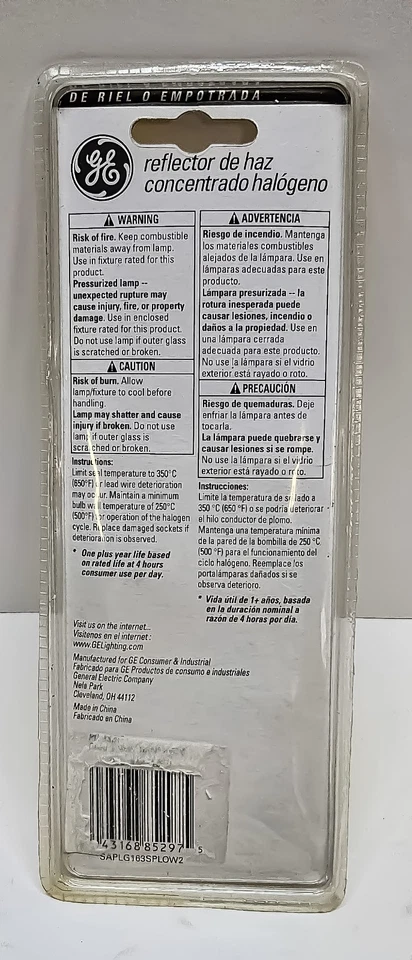 DE RIEL O EMPOTRADA
GE
reflector de haz
concentrado halógeno
WARNING
Risk of fire. Keep combustible
materials away from lamp.
Use in fixture rated for this
product.
Pressurized lamp --
unexpected rupture may
cause injury, fire, or property
damage. Use in enclosed
fixture rated for this product.
Do not use lamp if outer glass
is scratched or broken.
CAUTION
Risk of burn. Allow
lamp/fixture to cool before
handling.
Lamp may shatter and cause
injury if broken. Do not use
lamp if outer glass is
scratched or broken.
Instructions:
Limit seal temperature to 350°C
(650°F) or lead wire deterioration
may occur. Maintain a minimum
bulb wall temperature of 250°C
(500°F) for operation of the halogen
cycle. Replace damaged sockets if
deterioration is observed.
* One plus year life based
on rated life at 4 hours
consumer use per day.
ADVERTENCIA
Riesgo de incendio. Mantenga
los materiales combustibles
alejados de la lámpara. Use en
lámparas adecuadas para este
producto.
Lámpara presurizada -- la
rotura inesperada puede
causar lesiones, incendio o
daños a la propiedad. Use en
una lámpara cerrada
adecuada para este producto.
No use la lámpara si el vidrio
exterior está rayado o roto.
PRECAUCIÓN
Riesgo de quemaduras. Deje
enfriar la lámpara antes de
tocarla.
La lámpara puede quebrarse y
causar lesiones si se rompe.
No use la lámpara si el vidrio
exterior está rayado o roto.
Instrucciones:
Limite la temperatura de sellado a
350 °C (650 °F) o se podría deteriorar
el hilo conductor de plomo.
Mantenga una temperatura mínima
de la pared de la bombilla de 250 °C
(500 °F) para el funcionamiento del
ciclo halógeno. Reemplace los
portalámparas dañados si se
observa deterioro.
* Vida útil de 1+ años, basada
en la duración nominal a
razón de 4 horas por día.
Visit us on the internet...
Visítenos en el internet:
www.GELighting.com
Manufactured for GE Consumer & Industrial
Fabricado para GE Productos de consumo e industriales
General Electric Company
Nela Park
Cleveland, OH 44112
Made in China
Fabricado en China
43168 85297 5
SAPLG163SPLOW2